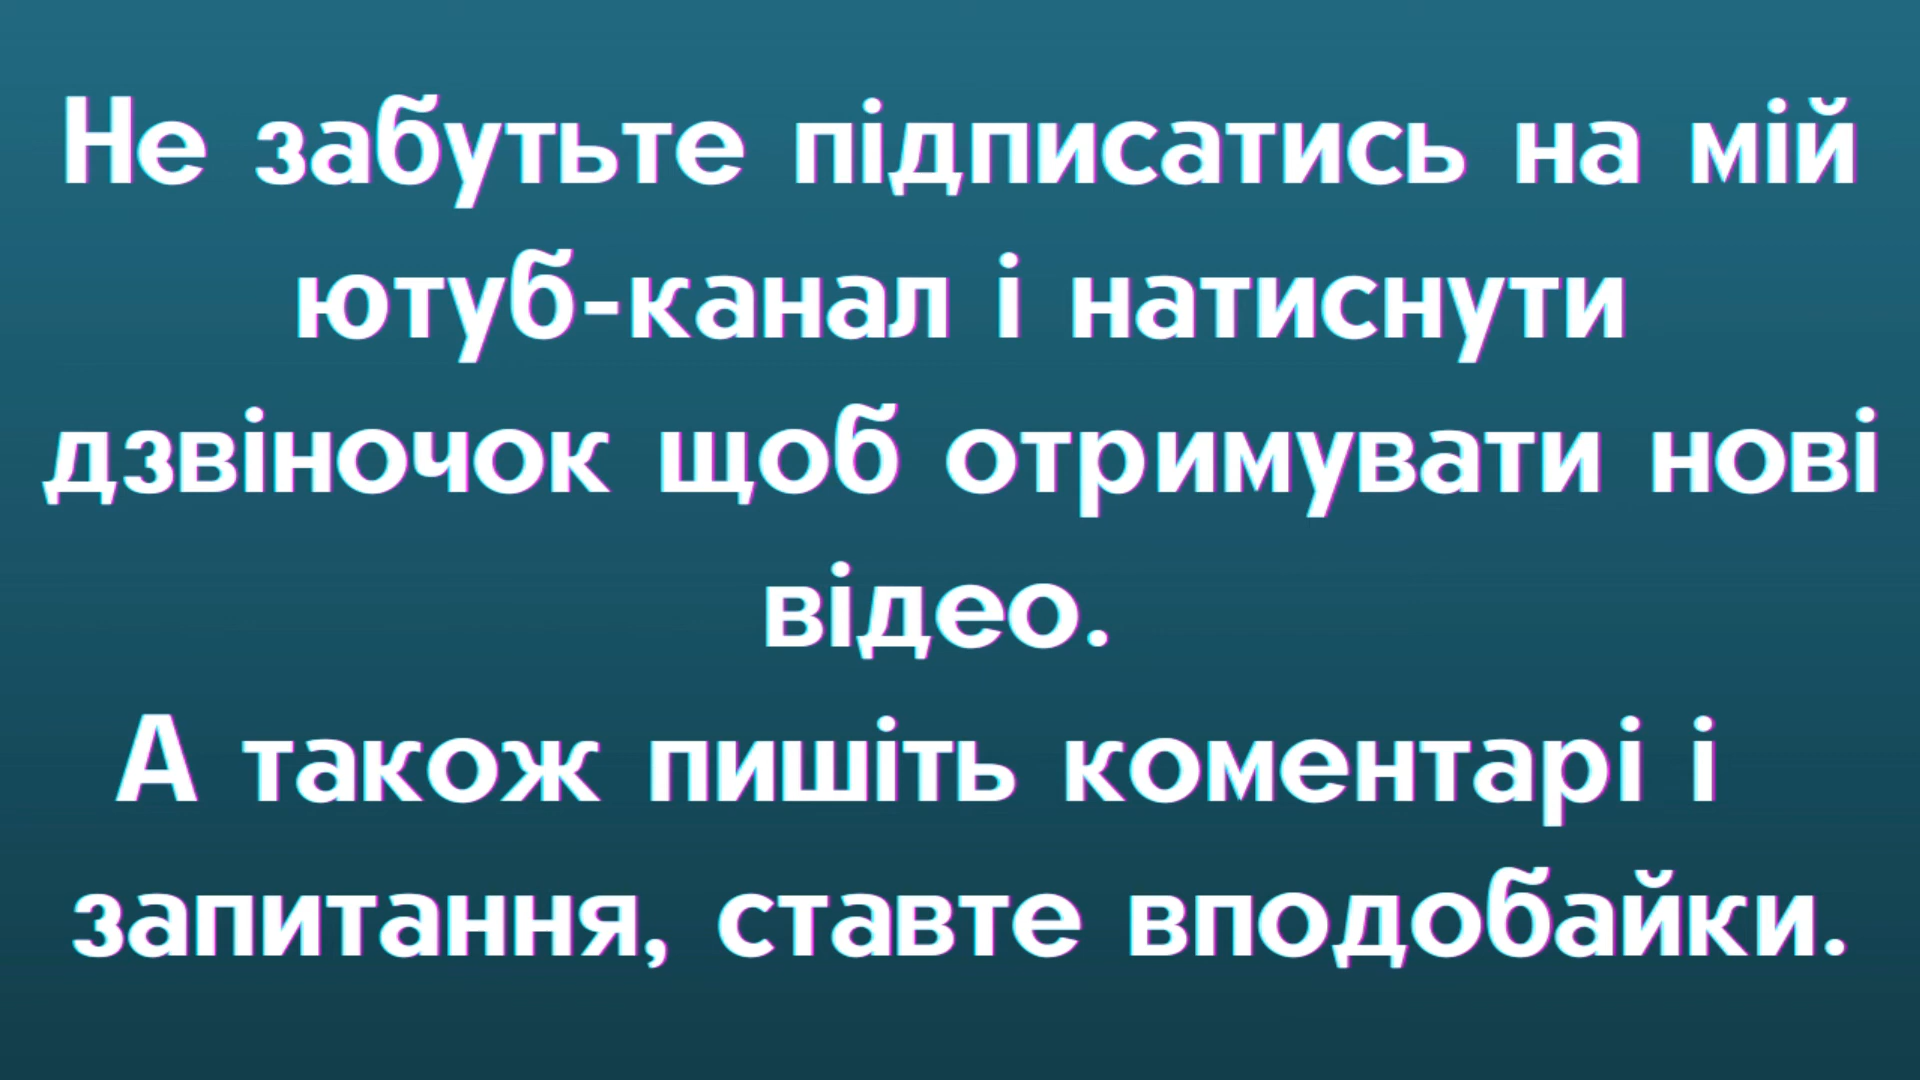 Не забутьте підписатись на мій
ютуб-канал і натиснути
дзвіночок щоб отримувати нові
відео.
А також пишіть коментарі і
запитання, ставте вподобайки.